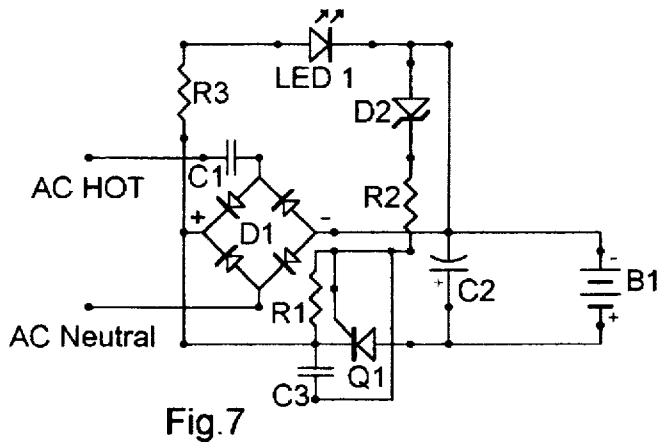 LED 1
R3
D2
C1
AC HOT
R2
+
D1
-
-
C2
B1
+
R1
+
AC Neutral
Q1
C3
Fig.7